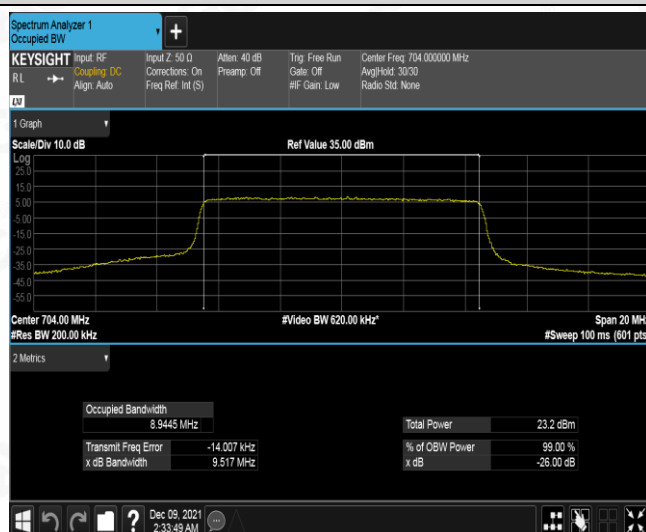 Spectrum Analyzer 1
Occupied BW
+
KEYSIGHT Input: RF Input Z: 50 Ω Atten: 40 dB Trig: Free Run Center Freq: 704.000000 MHz
RL Coupling: DC Corrections: On Preamp: Off Gate: Off Avg|Hold: 30/30
Align: Auto Freq Ref: Int (S) #IF Gain: Low Radio Std: None
LXI
1 Graph
Scale/Div 10.0 dB Ref Value 35.00 dBm
Log
25.0
15.0
5.00
-5.00
-15.0
-25.0
-35.0
-45.0
-55.0
Center 704.00 MHz #Video BW 620.00 kHz* Span 20 MHz
#Res BW 200.00 kHz #Sweep 100 ms (601 pts
2 Metrics
Occupied Bandwidth
8.9445 MHz Total Power 23.2 dBm
Transmit Freq Error -14.007 kHz % of OBW Power 99.00 %
x dB Bandwidth 9.517 MHz x dB -26.00 dB
? Dec 09, 2021
2:33:49 AM